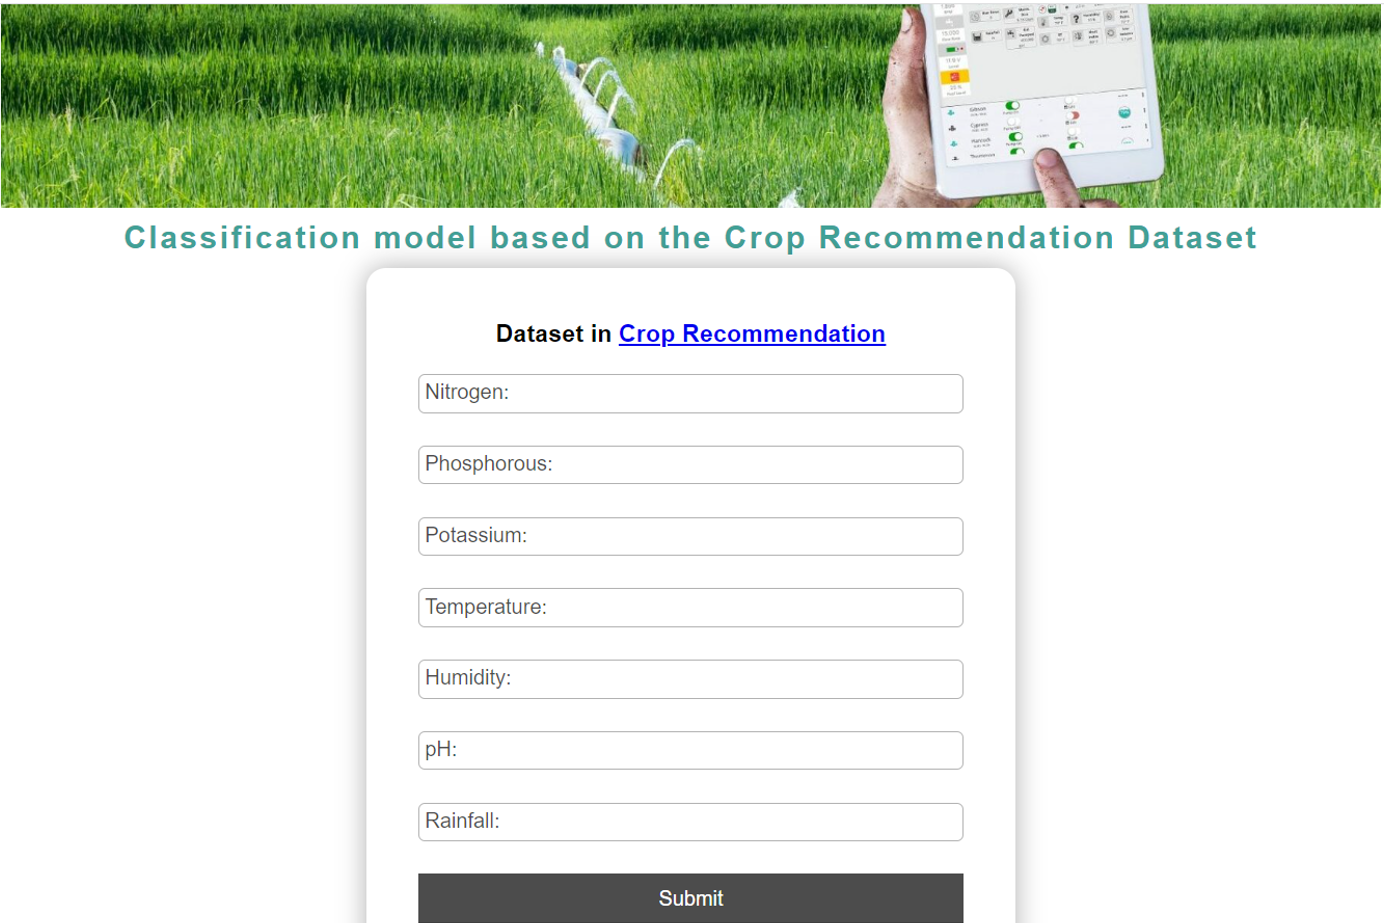 Classification model based on the Crop Recommendation Dataset
Dataset in Crop Recommendation
Nitrogen:
Phosphorous:
Potassium:
Temperature:
Humidity:
pH:
Rainfall:
Submit